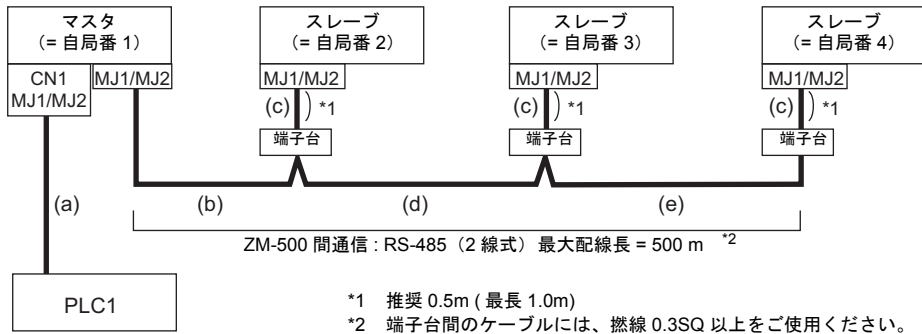 マスタ
（= 自局番 1）
CN1
MJ1/MJ2
MJ1/MJ2
スレーブ
（= 自局番 2）
MJ1/MJ2
(c)
*1
端子台
スレーブ
（= 自局番 3）
MJ1/MJ2
(c)
*1
端子台
スレーブ
（= 自局番 4）
MJ1/MJ2
(c)
*1
端子台
(a)
(b)
(d)
(e)
ZM-500 間通信 : RS-485（2 線式）最大配線長 = 500 m *2
PLC1
*1 推奨 0.5m ( 最長 1.0m)
*2 端子台間のケーブルには、撚線 0.3SQ 以上をご使用ください。